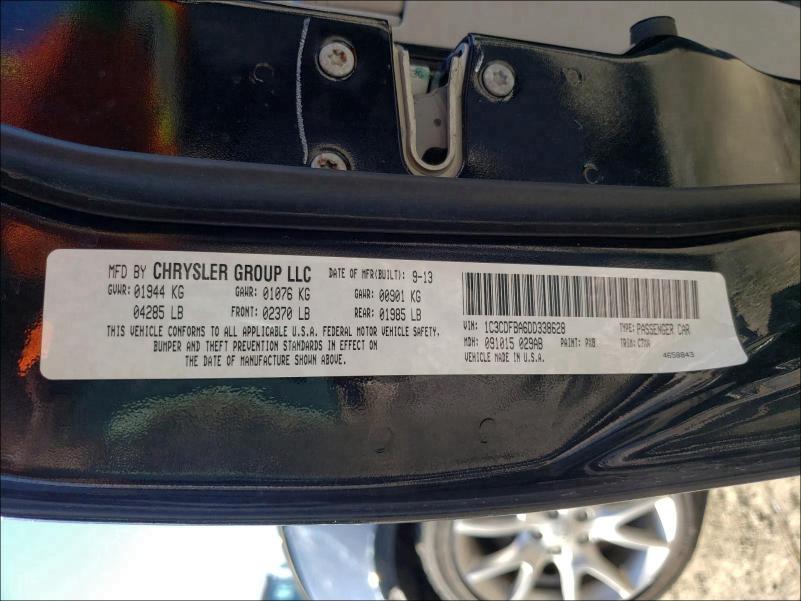 MFD BY CHRYSLER GROUP LLC DATE OF MFR(BUILT): 9-13
GVWR: 01944 KG GAWR: 01076 KG GAWR: 00901 KG
04285 LB FRONT: 02370 LB REAR: 01985 LB
THIS VEHICLE CONFORMS TO ALL APPLICABLE U.S.A. FEDERAL MOTOR VEHICLE SAFETY,
BUMPER AND THEFT PREVENTION STANDARDS IN EFFECT ON
THE DATE OF MANUFACTURE SHOWN ABOVE.
VIN: 1C3CDFBA6DD338628 TYPE: PASSENGER CAR
MDH: 091015 029AB PAINT: PX8 TRIM: CTMA
VEHICLE MADE IN U.S.A. 4658843